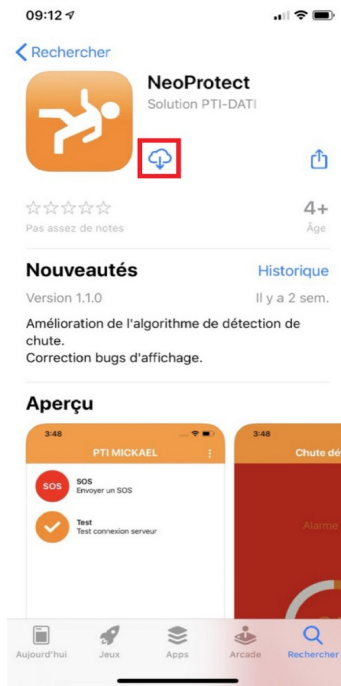 09:12
Rechercher
NeoProtect
Solution PTI-DATI
Pas assez de notes
4+
Âge
Nouveautés
Historique
Version 1.1.0
Il y a 2 sem.
Amélioration de l'algorithme de détection de
chute.
Correction bugs d'affichage.
Aperçu
3:48
PTI MICKAEL
SOS
SOS
Envoyer un SOS
Test
Test connexion serveur
3:48
Chute dé
Alarme
Aujourd'hui
Jeux
Apps
Arcade
Rechercher